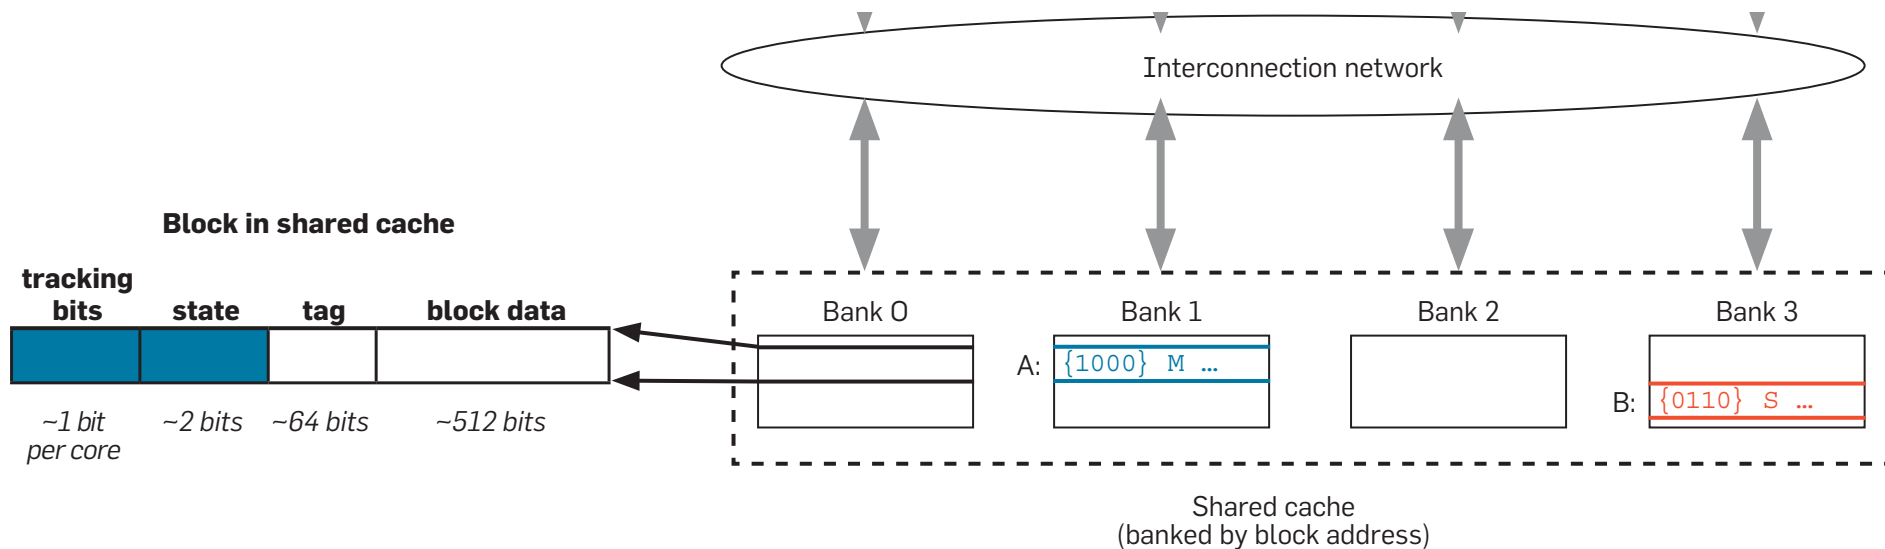 Interconnection network
Block in shared cache
tracking
bits
state
tag
block data
~1 bit
per core
~2 bits
~64 bits
~512 bits
Bank 0
Bank 1
Bank 2
Bank 3
A:
{1000} M …
B:
{0110} S …
Shared cache
(banked by block address)